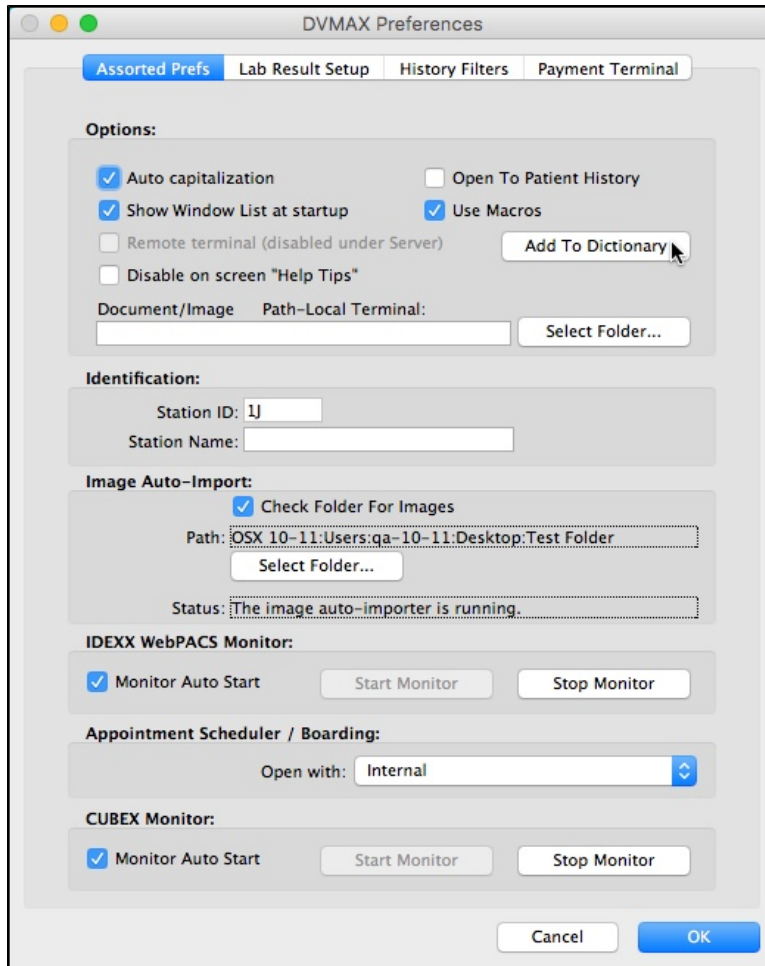 DVMAX Preferences
Assorted Prefs Lab Result Setup History Filters Payment Terminal
Options:
Auto capitalization Open To Patient History
Show Window List at startup Use Macros
Remote terminal (disabled under Server) Add To Dictionary
Disable on screen "Help Tips"
Document/Image Path-Local Terminal:
Select Folder...
Identification:
Station ID: 1J
Station Name:
Image Auto-Import:
Check Folder For Images
Path: OSX 10-11:Users:qa-10-11:Desktop:Test Folder
Select Folder...
Status: The image auto-importer is running.
IDEXX WebPACS Monitor:
Monitor Auto Start Start Monitor Stop Monitor
Appointment Scheduler / Boarding:
Open with: Internal
CUBEX Monitor:
Monitor Auto Start Start Monitor Stop Monitor
Cancel OK